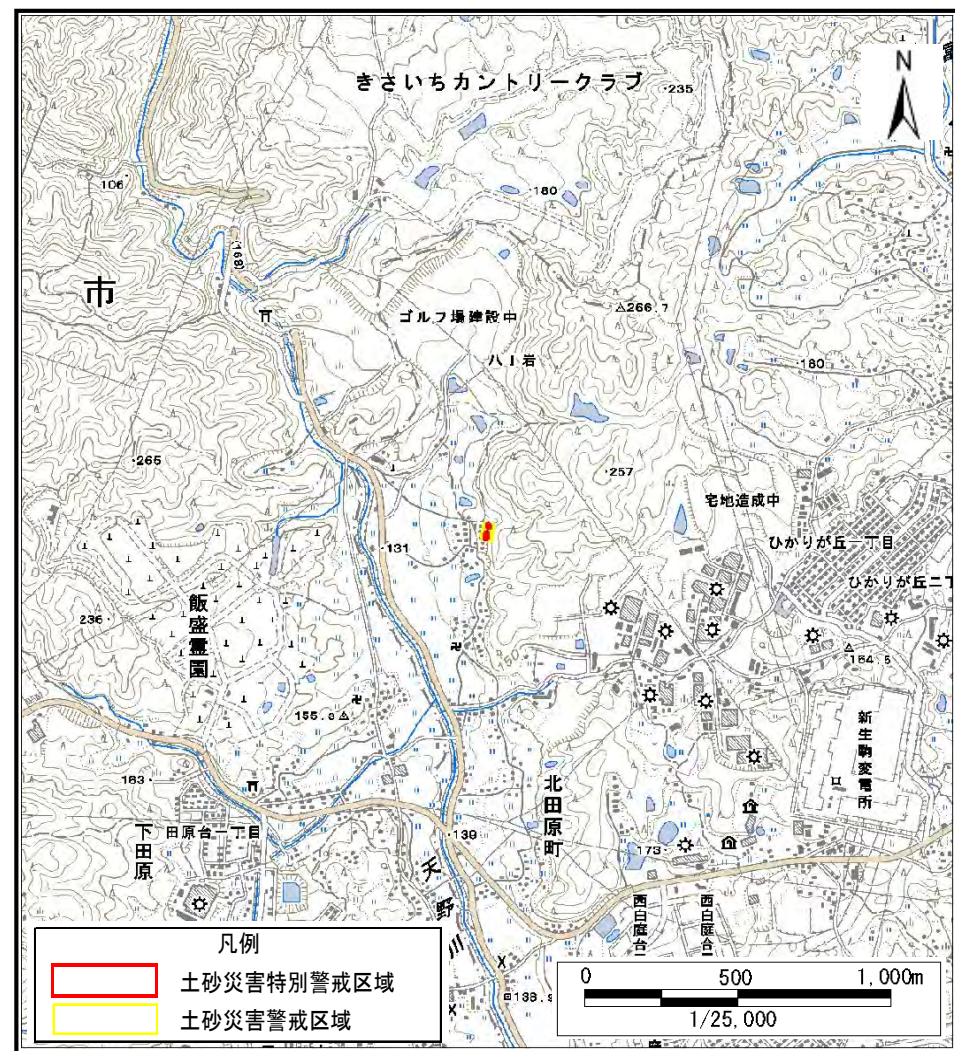 きさいちカントリークラブ
235
N
106
180
(168)
市
ゴルフ場建設中
266.7
八丁岩
180
265
257
宅地造成中
ひかりが丘一丁目
131
ひかりが丘二丁
飯盛霊園
236
150
164.5
155.8
新生駒変電所
183
北田原町
139
下田原
田原台一丁目
173
天野川
西白庭台
西白庭台
138.9
凡例
土砂災害特別警戒区域
土砂災害警戒区域
0 500 1,000m
1/25,000